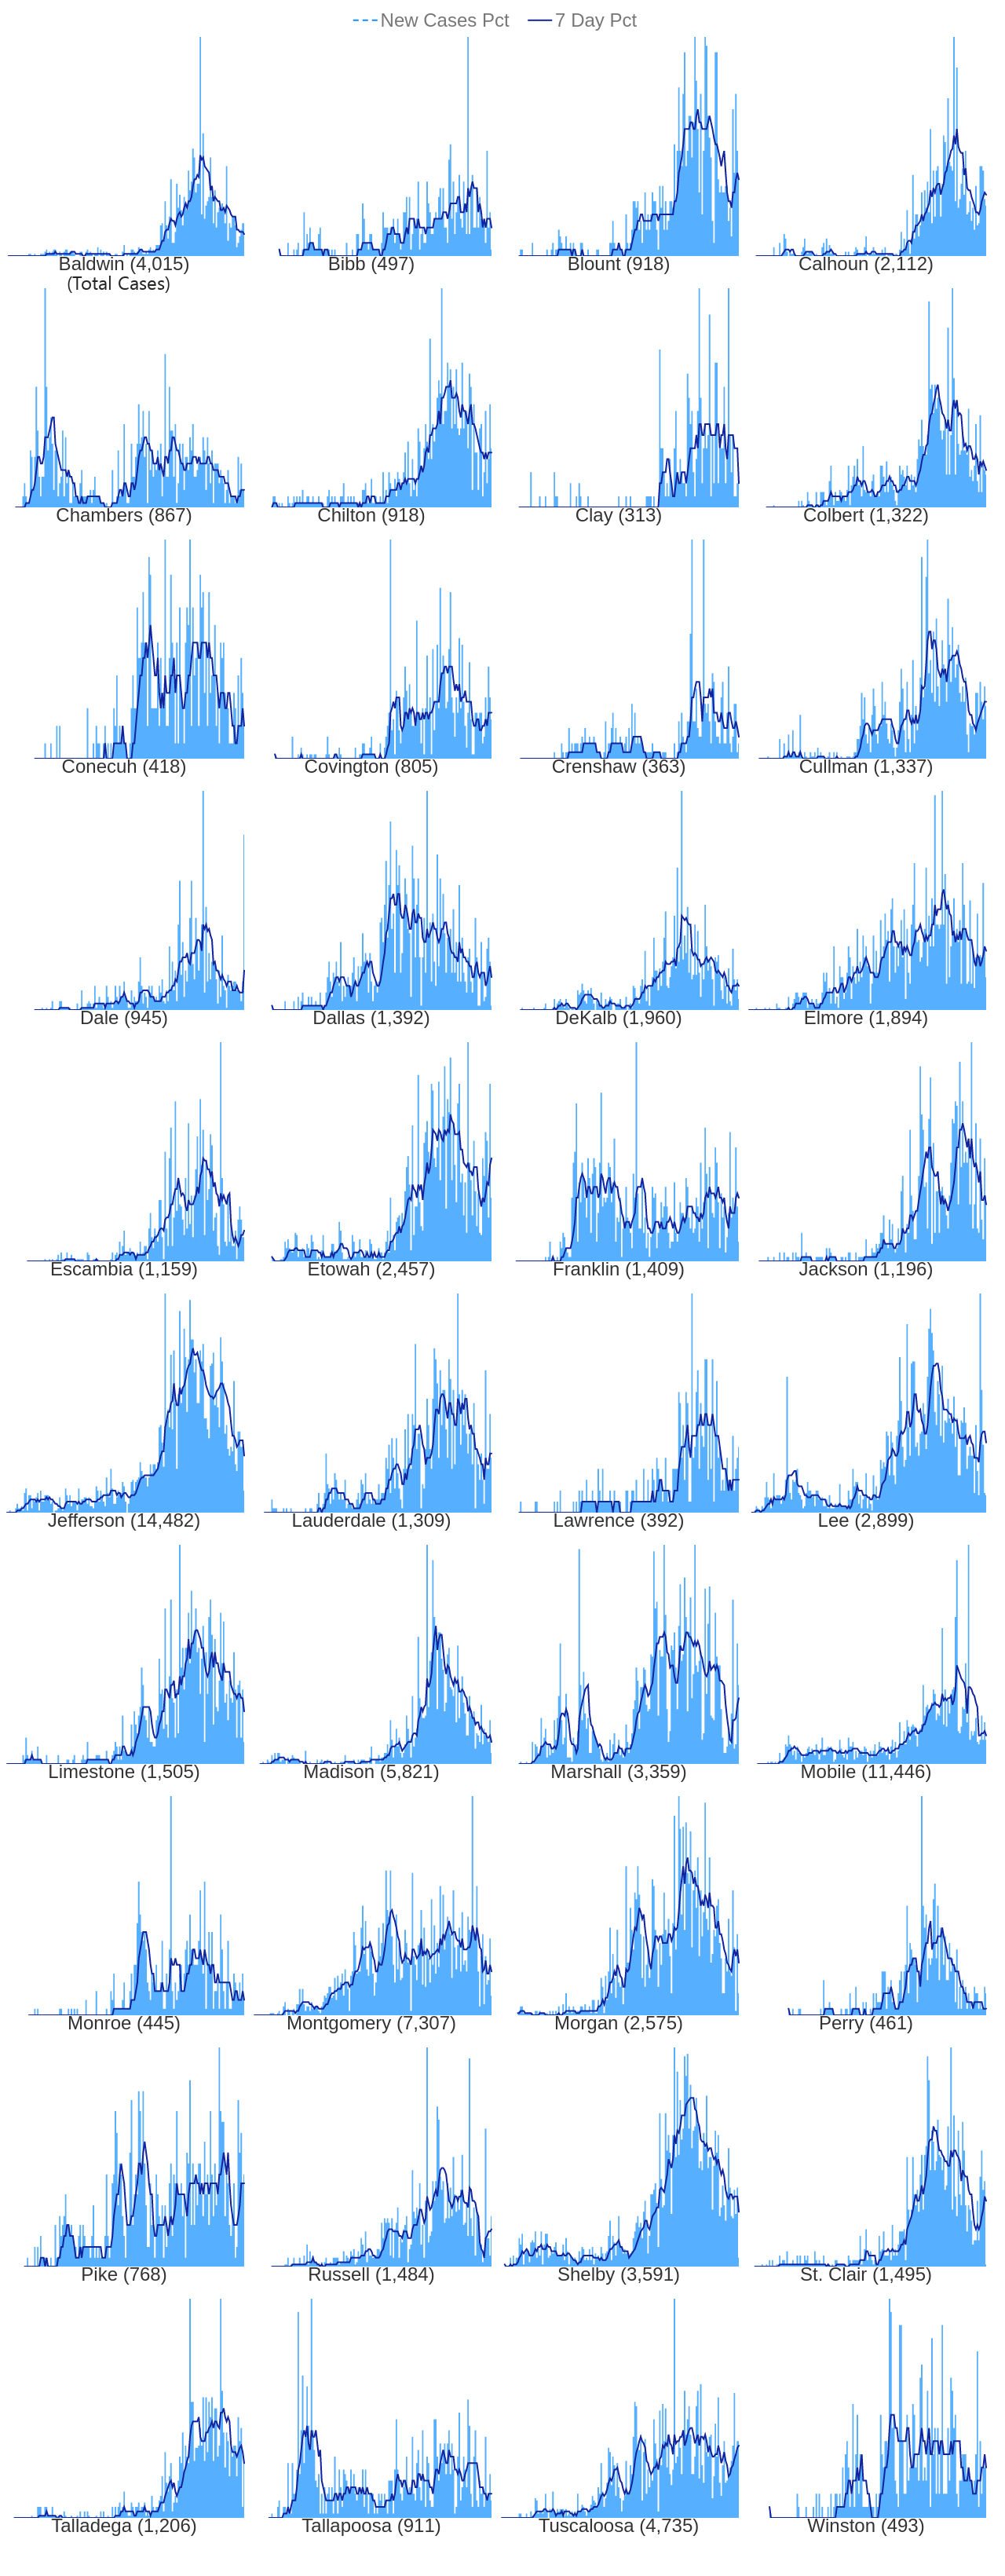 New Cases Pct 7 Day Pct
Baldwin (4,015) Bibb (497) Blount (918) Calhoun (2,112)
(Total Cases)
Chambers (867) Chilton (918) Clay (313) Colbert (1,322)
Conecuh (418) Covington (805) Crenshaw (363) Cullman (1,337)
Dale (945) Dallas (1,392) DeKalb (1,960) Elmore (1,894)
Escambia (1,159) Etowah (2,457) Franklin (1,409) Jackson (1,196)
Jefferson (14,482) Lauderdale (1,309) Lawrence (392) Lee (2,899)
Limestone (1,505) Madison (5,821) Marshall (3,359) Mobile (11,446)
Monroe (445) Montgomery (7,307) Morgan (2,575) Perry (461)
Pike (768) Russell (1,484) Shelby (3,591) St. Clair (1,495)
Talladega (1,206) Tallapoosa (911) Tuscaloosa (4,735) Winston (493)